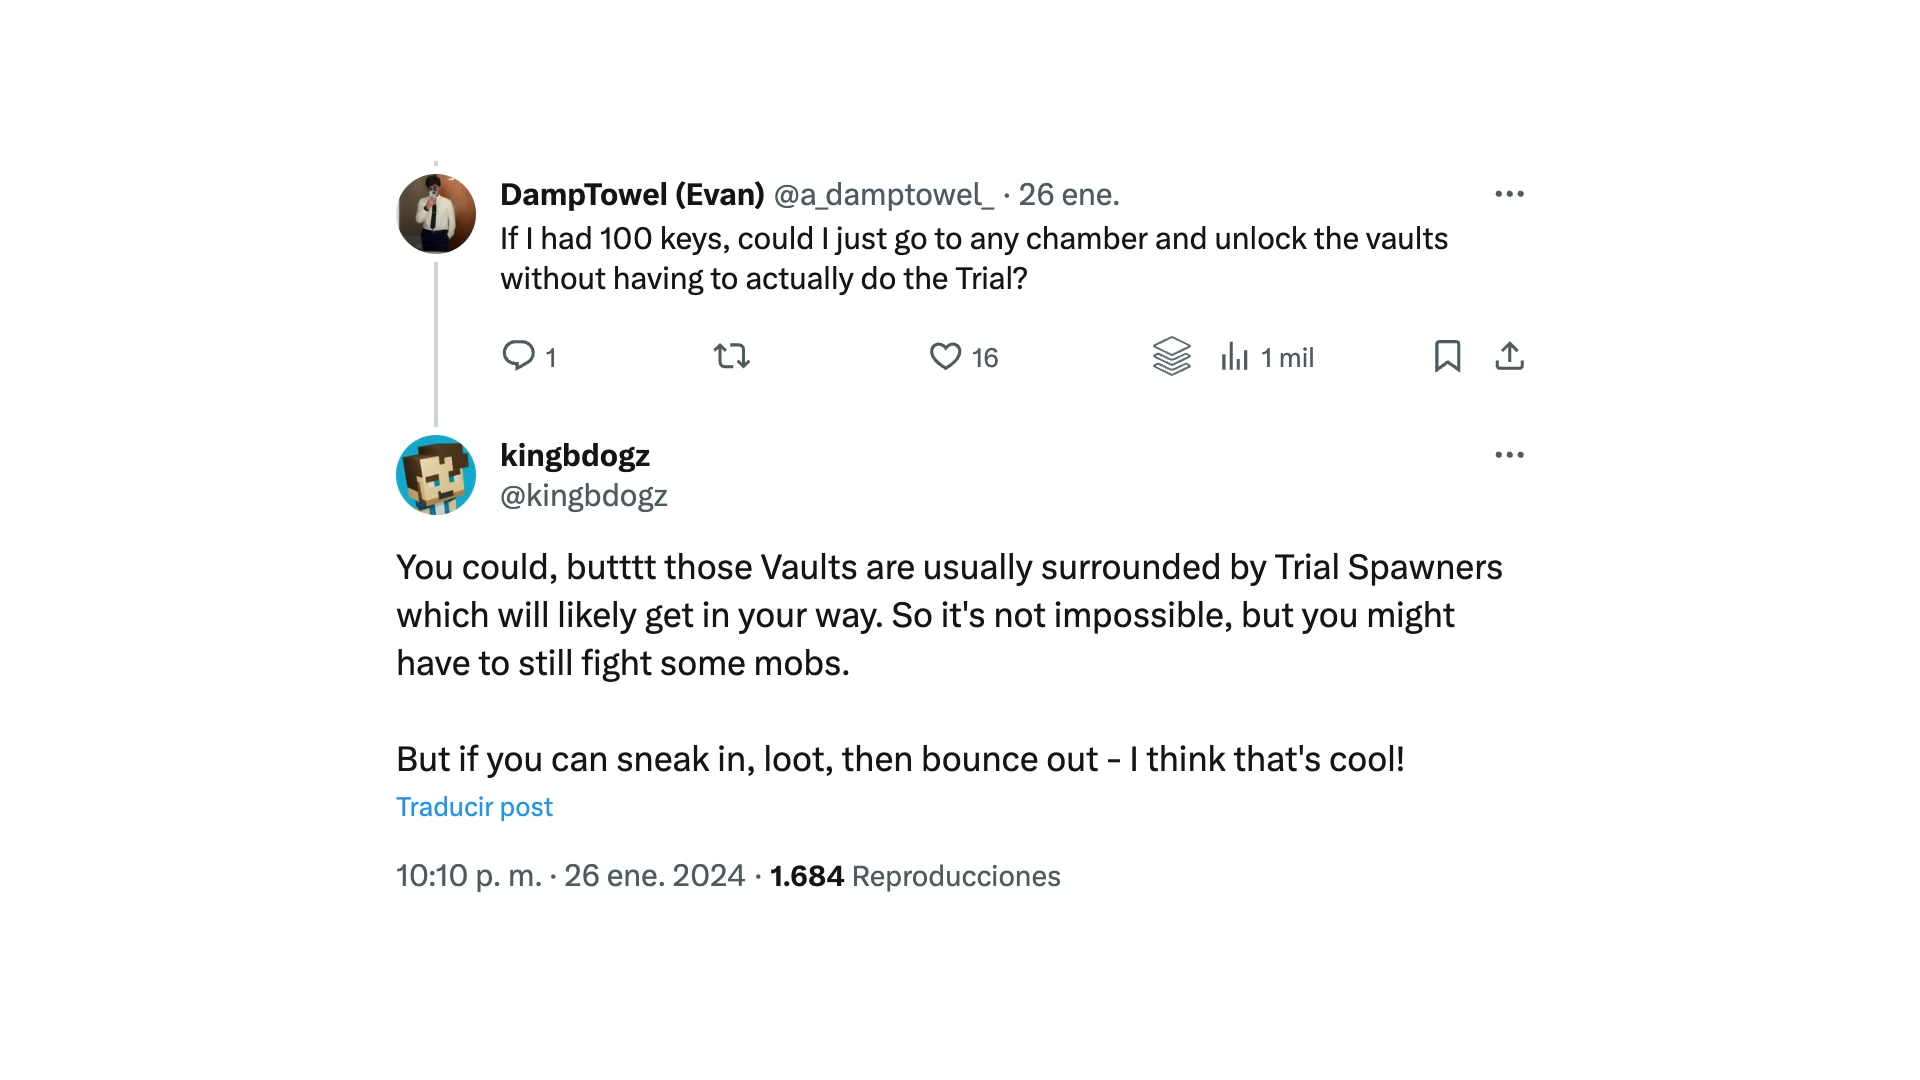 DampTowel (Evan) @a_damptowel_ · 26 ene.
If I had 100 keys, could I just go to any chamber and unlock the vaults
without having to actually do the Trial?
1 16 1 mil
kingbdogz
@kingbdogz
You could, butttt those Vaults are usually surrounded by Trial Spawners
which will likely get in your way. So it's not impossible, but you might
have to still fight some mobs.
But if you can sneak in, loot, then bounce out - I think that's cool!
Traducir post
10:10 p. m. · 26 ene. 2024 · 1.684 Reproducciones